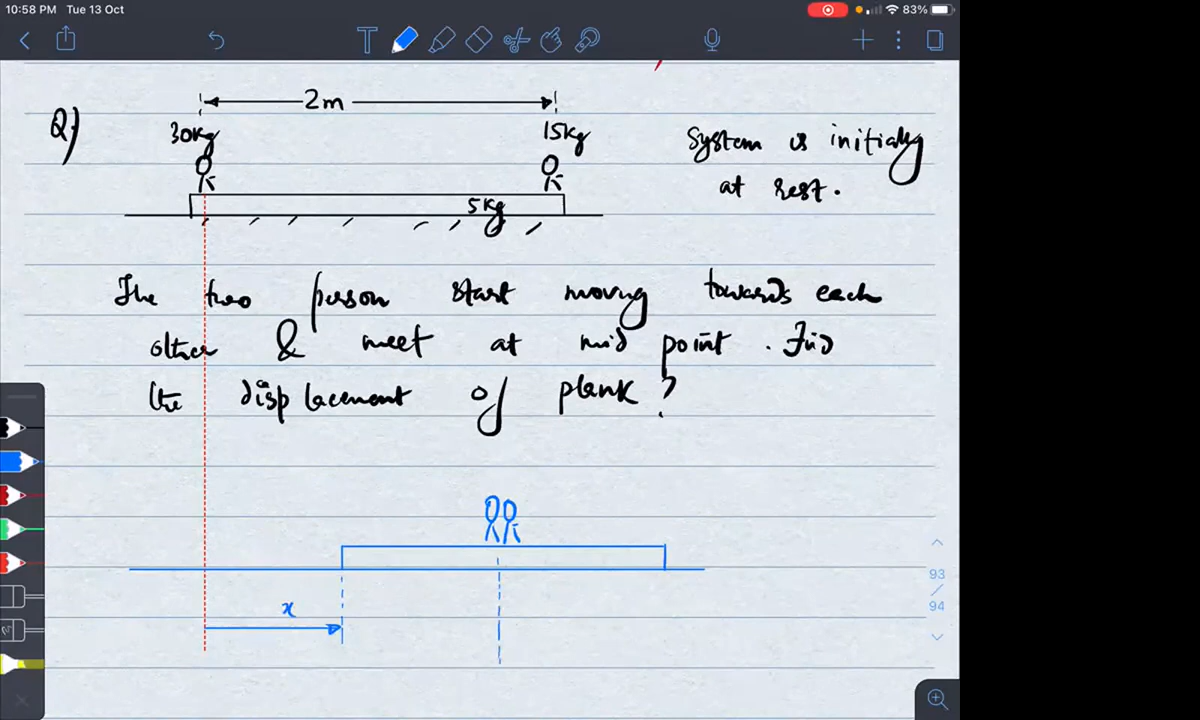 10:58 PM Tue 13 Oct
83%
T
2m
Q)
30kg
15kg
System is initially
at rest.
5kg
The two person start moving towards each
other & meet at mid point. Find
the displacement of plank?
x
93
/
94